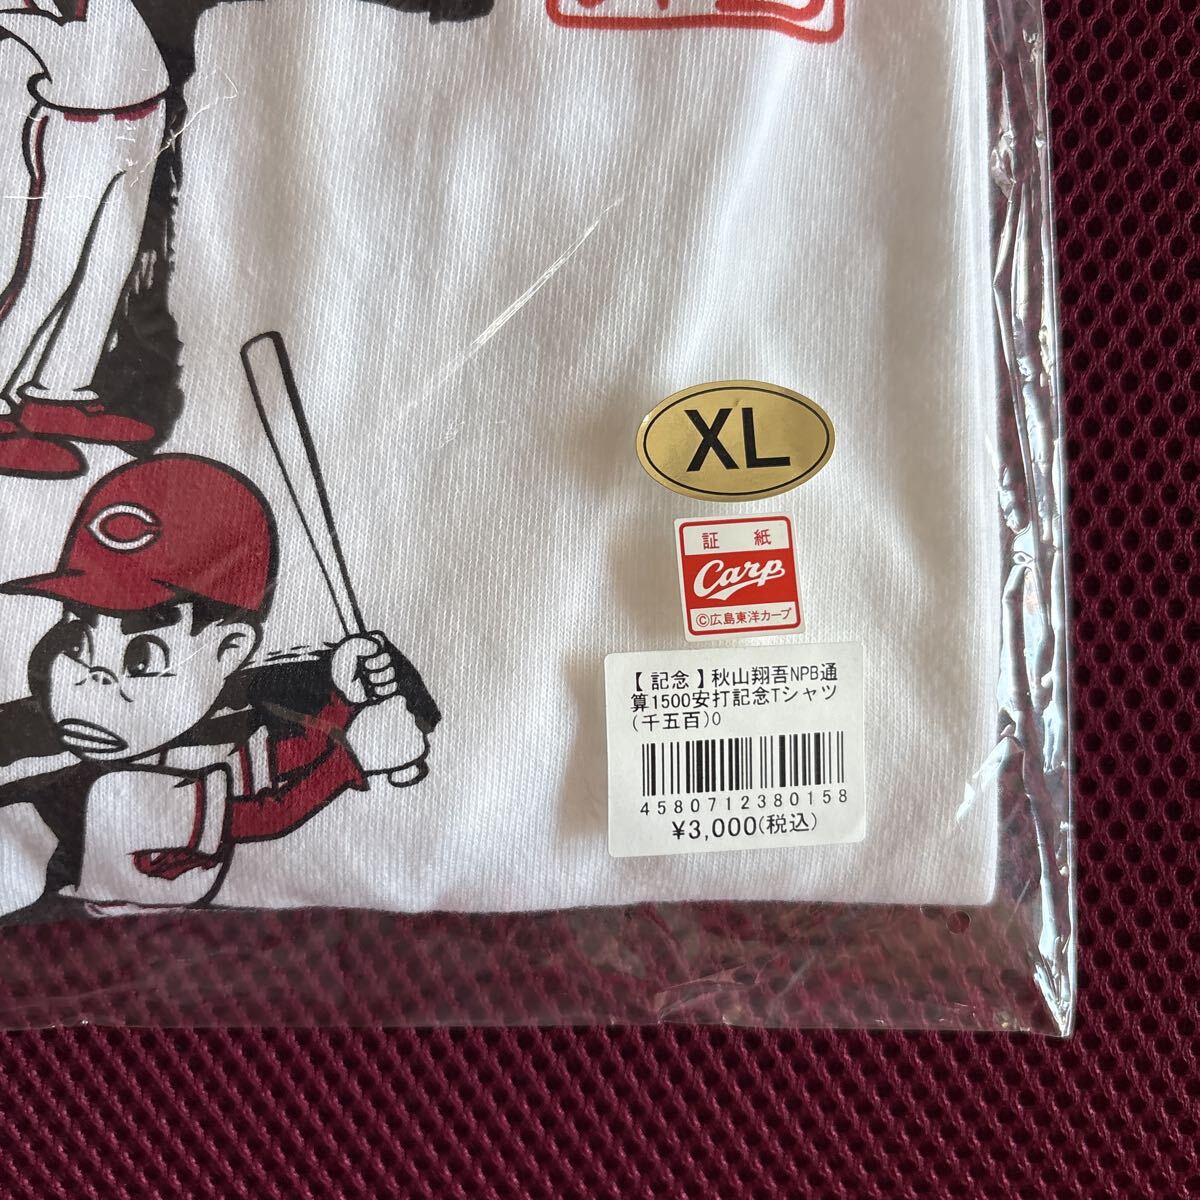 XL
証紙
Carp
©広島東洋カープ
【 記念 】秋山翔吾NPB通
算1500安打記念Tシャツ
(千五百)O
4580712380158
¥3,000(税込)